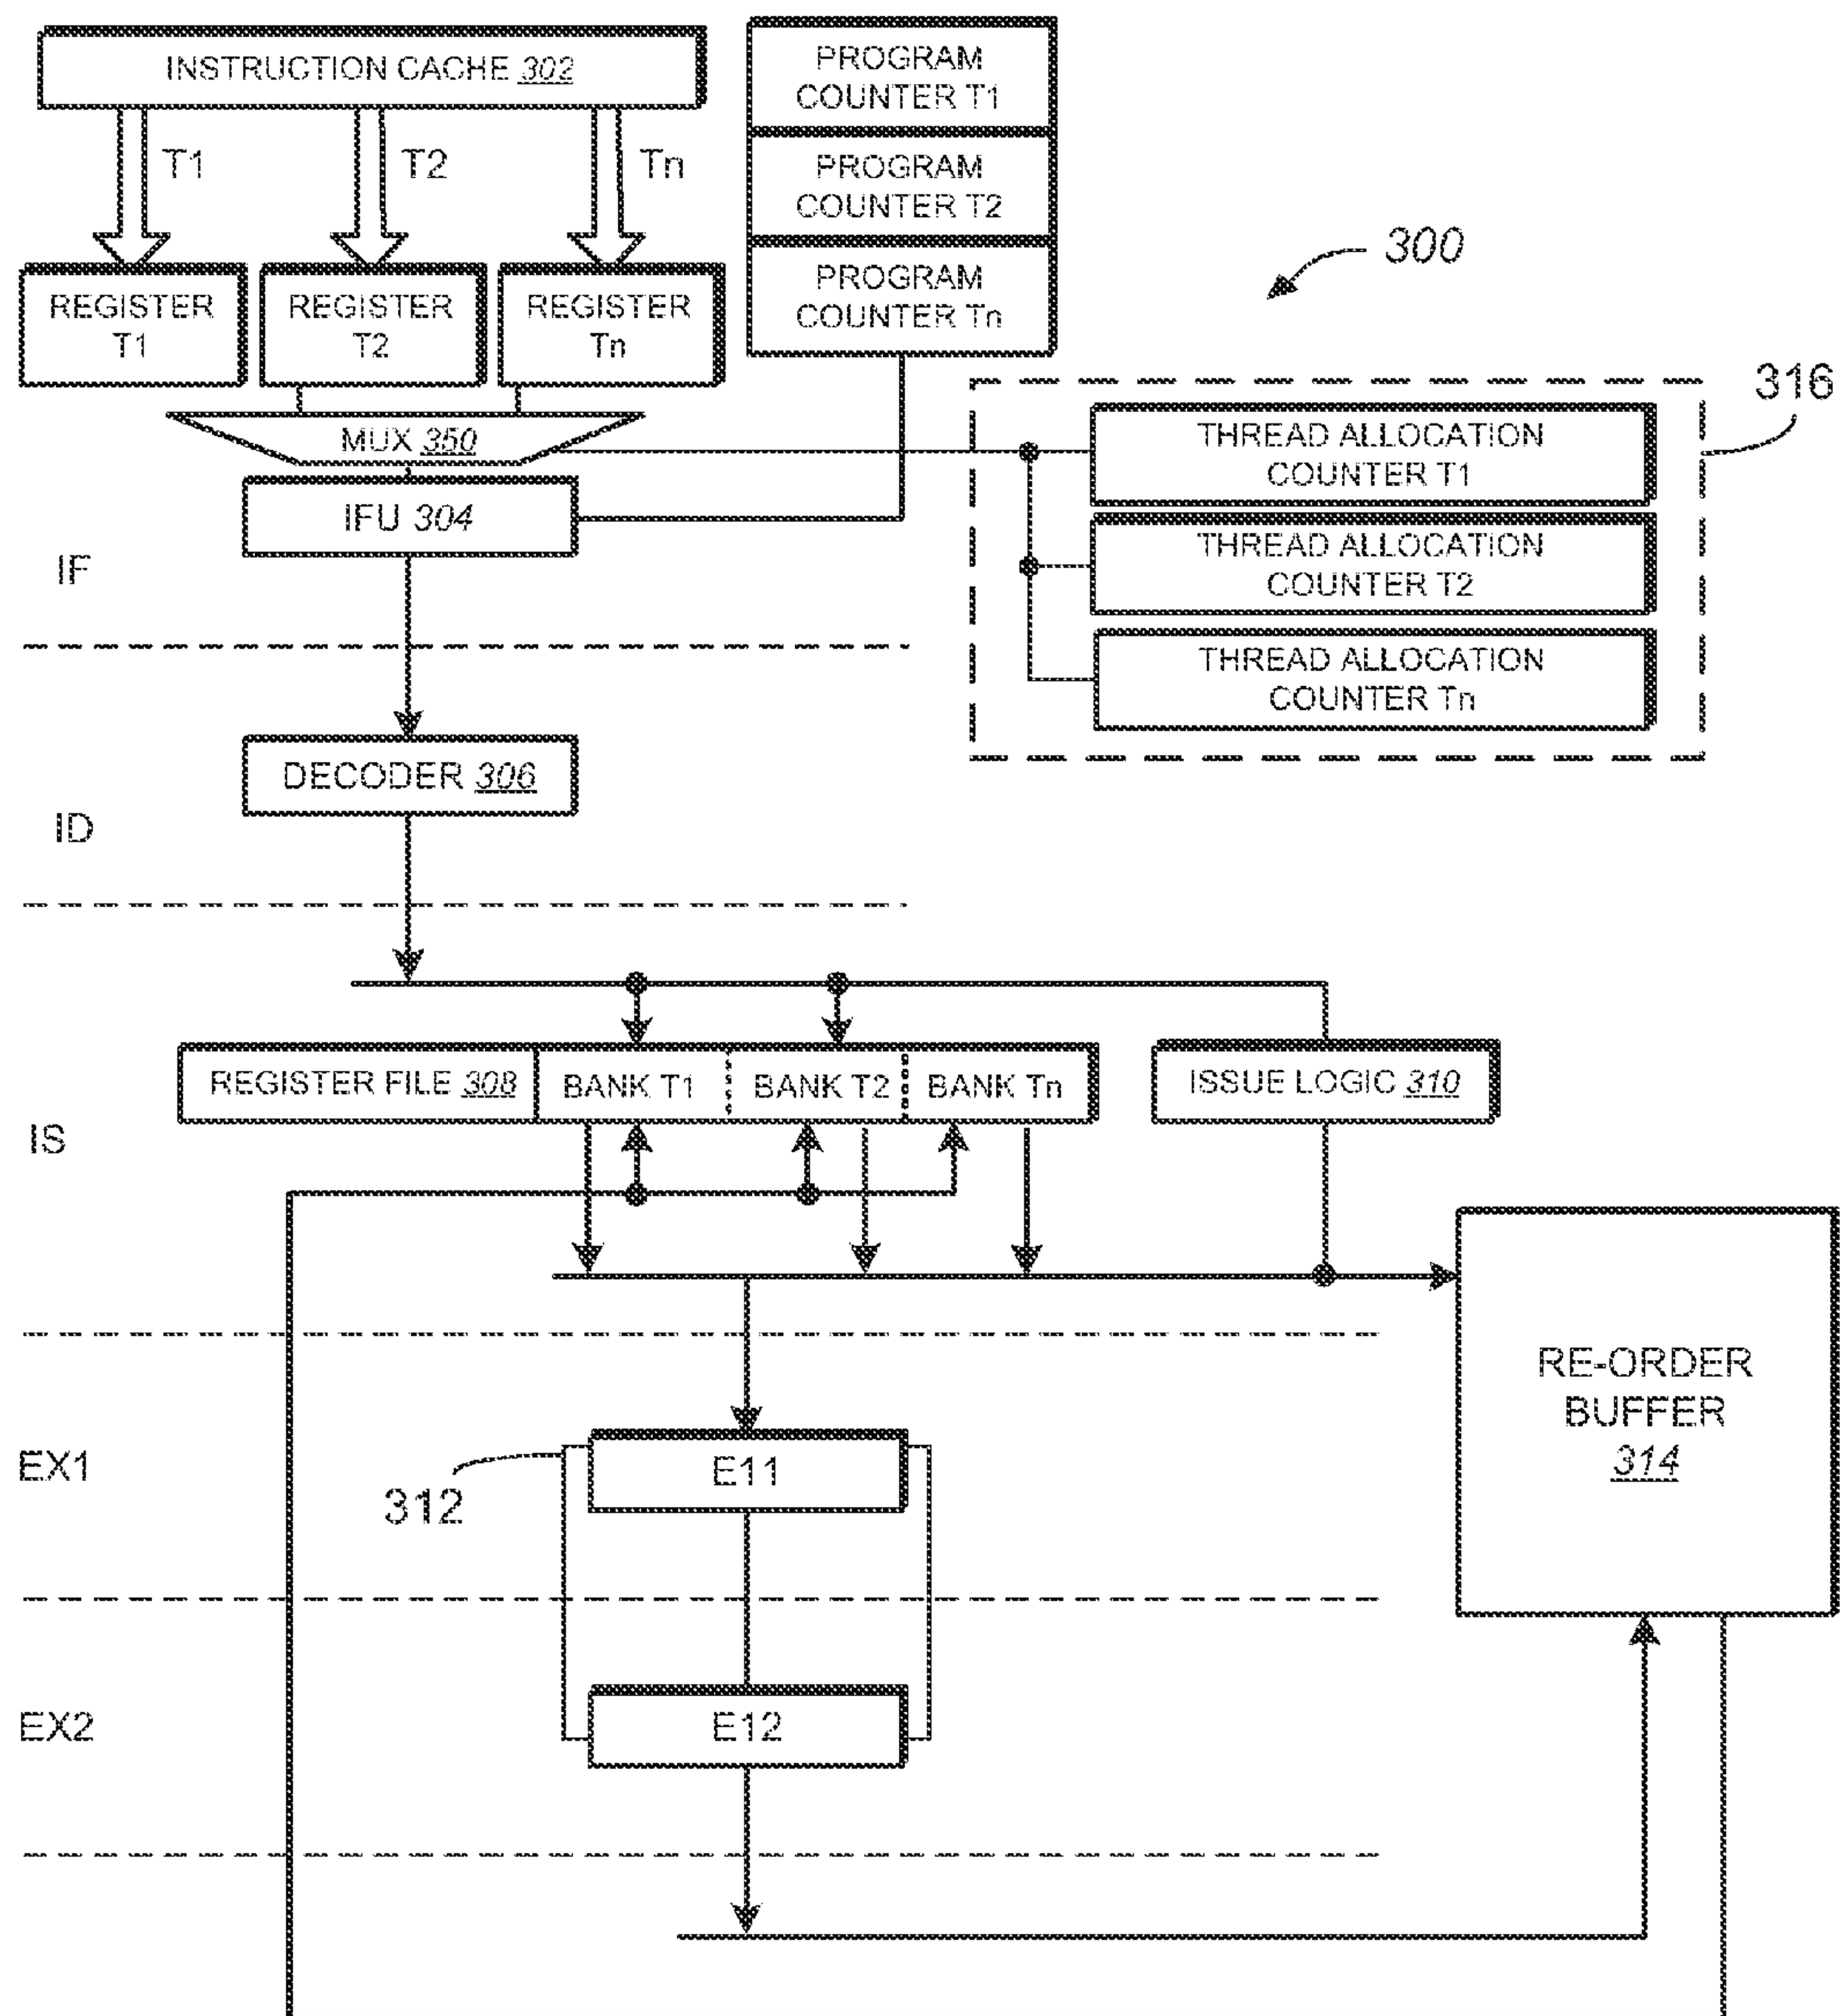 INSTRUCTION CACHE 302
T1
T2
Tn
REGISTER
T1
REGISTER
T2
REGISTER
Tn
PROGRAM
COUNTER T1
PROGRAM
COUNTER T2
PROGRAM
COUNTER Tn
300
316
MUX 350
IFU 304
IF
THREAD ALLOCATION
COUNTER T1
THREAD ALLOCATION
COUNTER T2
THREAD ALLOCATION
COUNTER Tn
DECODER 306
ID
REGISTER FILE 308
BANK T1
BANK T2
BANK Tn
ISSUE LOGIC 310
IS
RE-ORDER
BUFFER
314
EX1
312
E11
EX2
E12